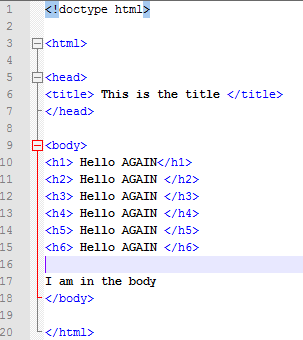 1 <!doctype html>
2
3 <html>
4
5 <head>
6 <title> This is the title </title>
7 </head>
8
9 <body>
10 <h1> Hello AGAIN</h1>
11 <h2> Hello AGAIN </h2>
12 <h3> Hello AGAIN </h3>
13 <h4> Hello AGAIN </h4>
14 <h5> Hello AGAIN </h5>
15 <h6> Hello AGAIN </h6>
16
17 I am in the body
18 </body>
19
20 </html>